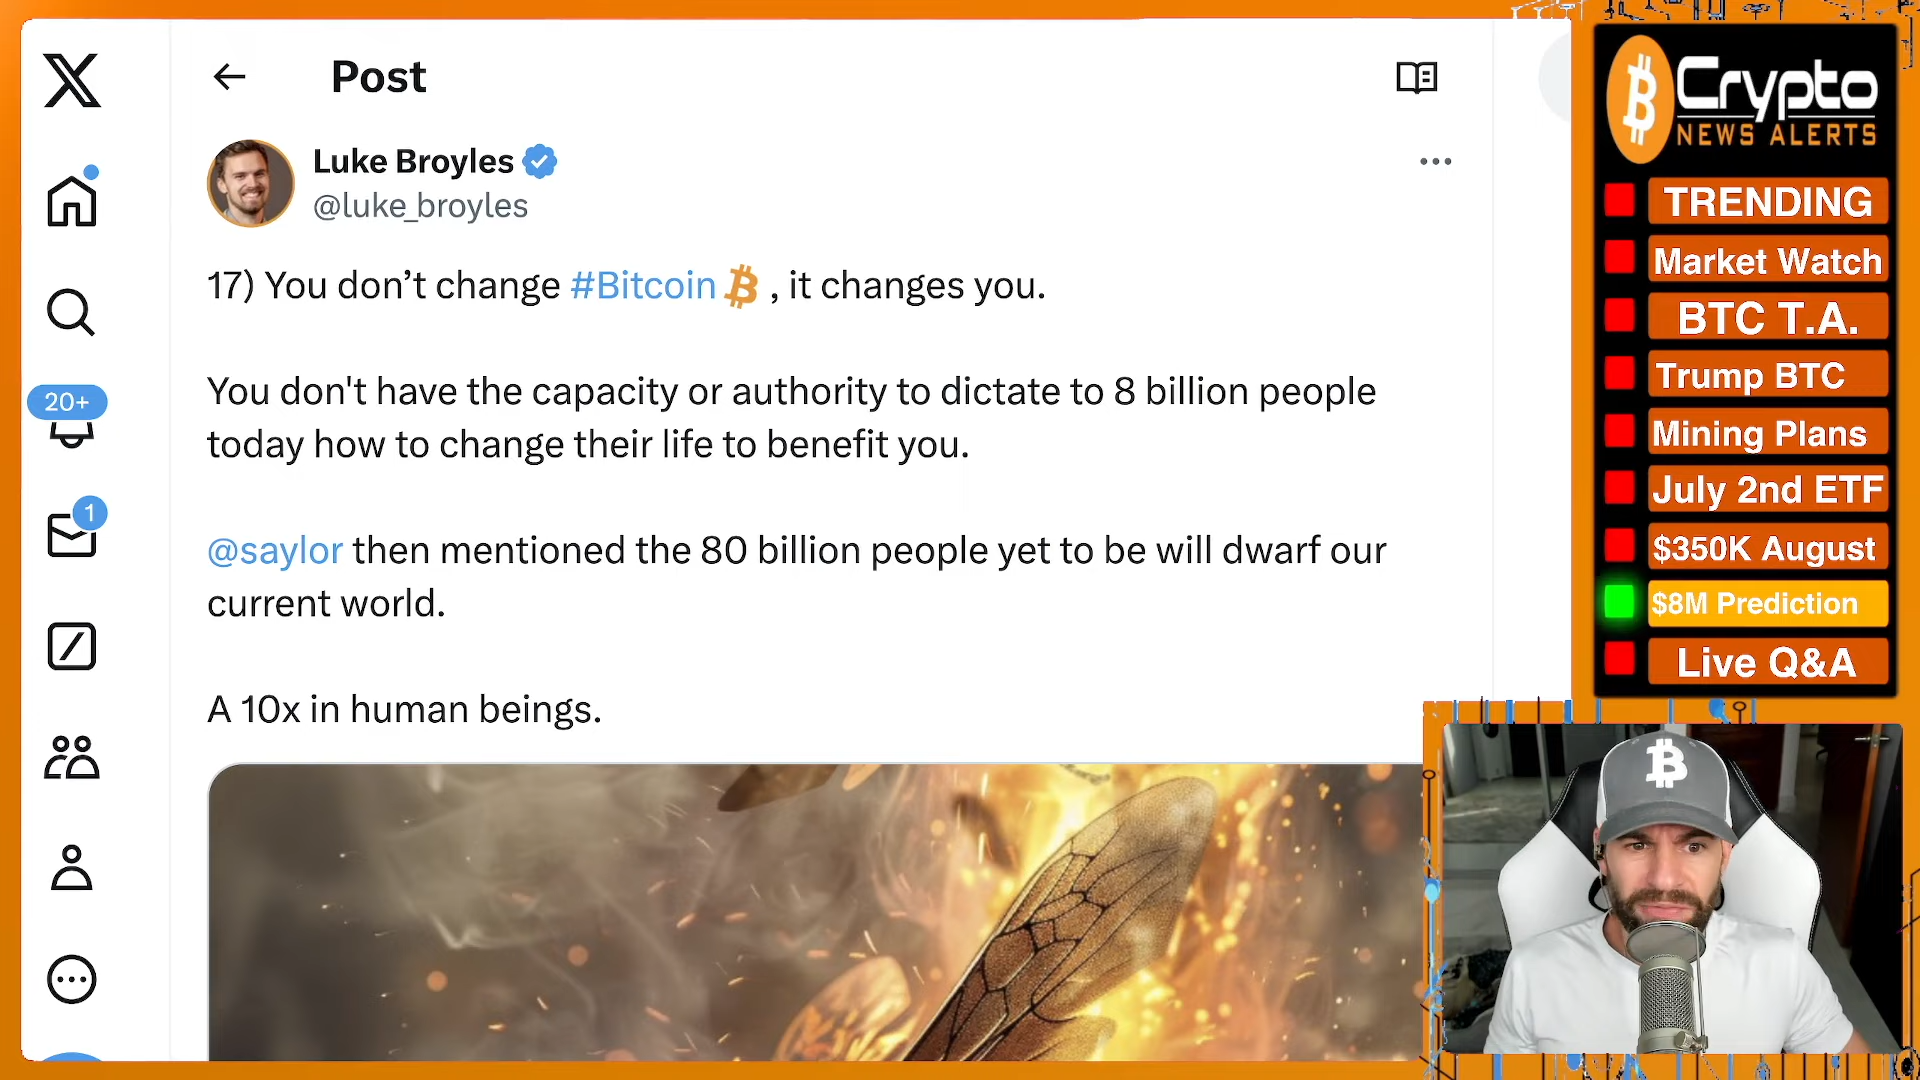 Post
Luke Broyles
@luke_broyles
17) You don’t change #Bitcoin , it changes you.
You don't have the capacity or authority to dictate to 8 billion people
today how to change their life to benefit you.
@saylor then mentioned the 80 billion people yet to be will dwarf our
current world.
A 10x in human beings.
20+
1
Crypto
NEWS ALERTS
TRENDING
Market Watch
BTC T.A.
Trump BTC
Mining Plans
July 2nd ETF
$350K August
$8M Prediction
Live Q&A